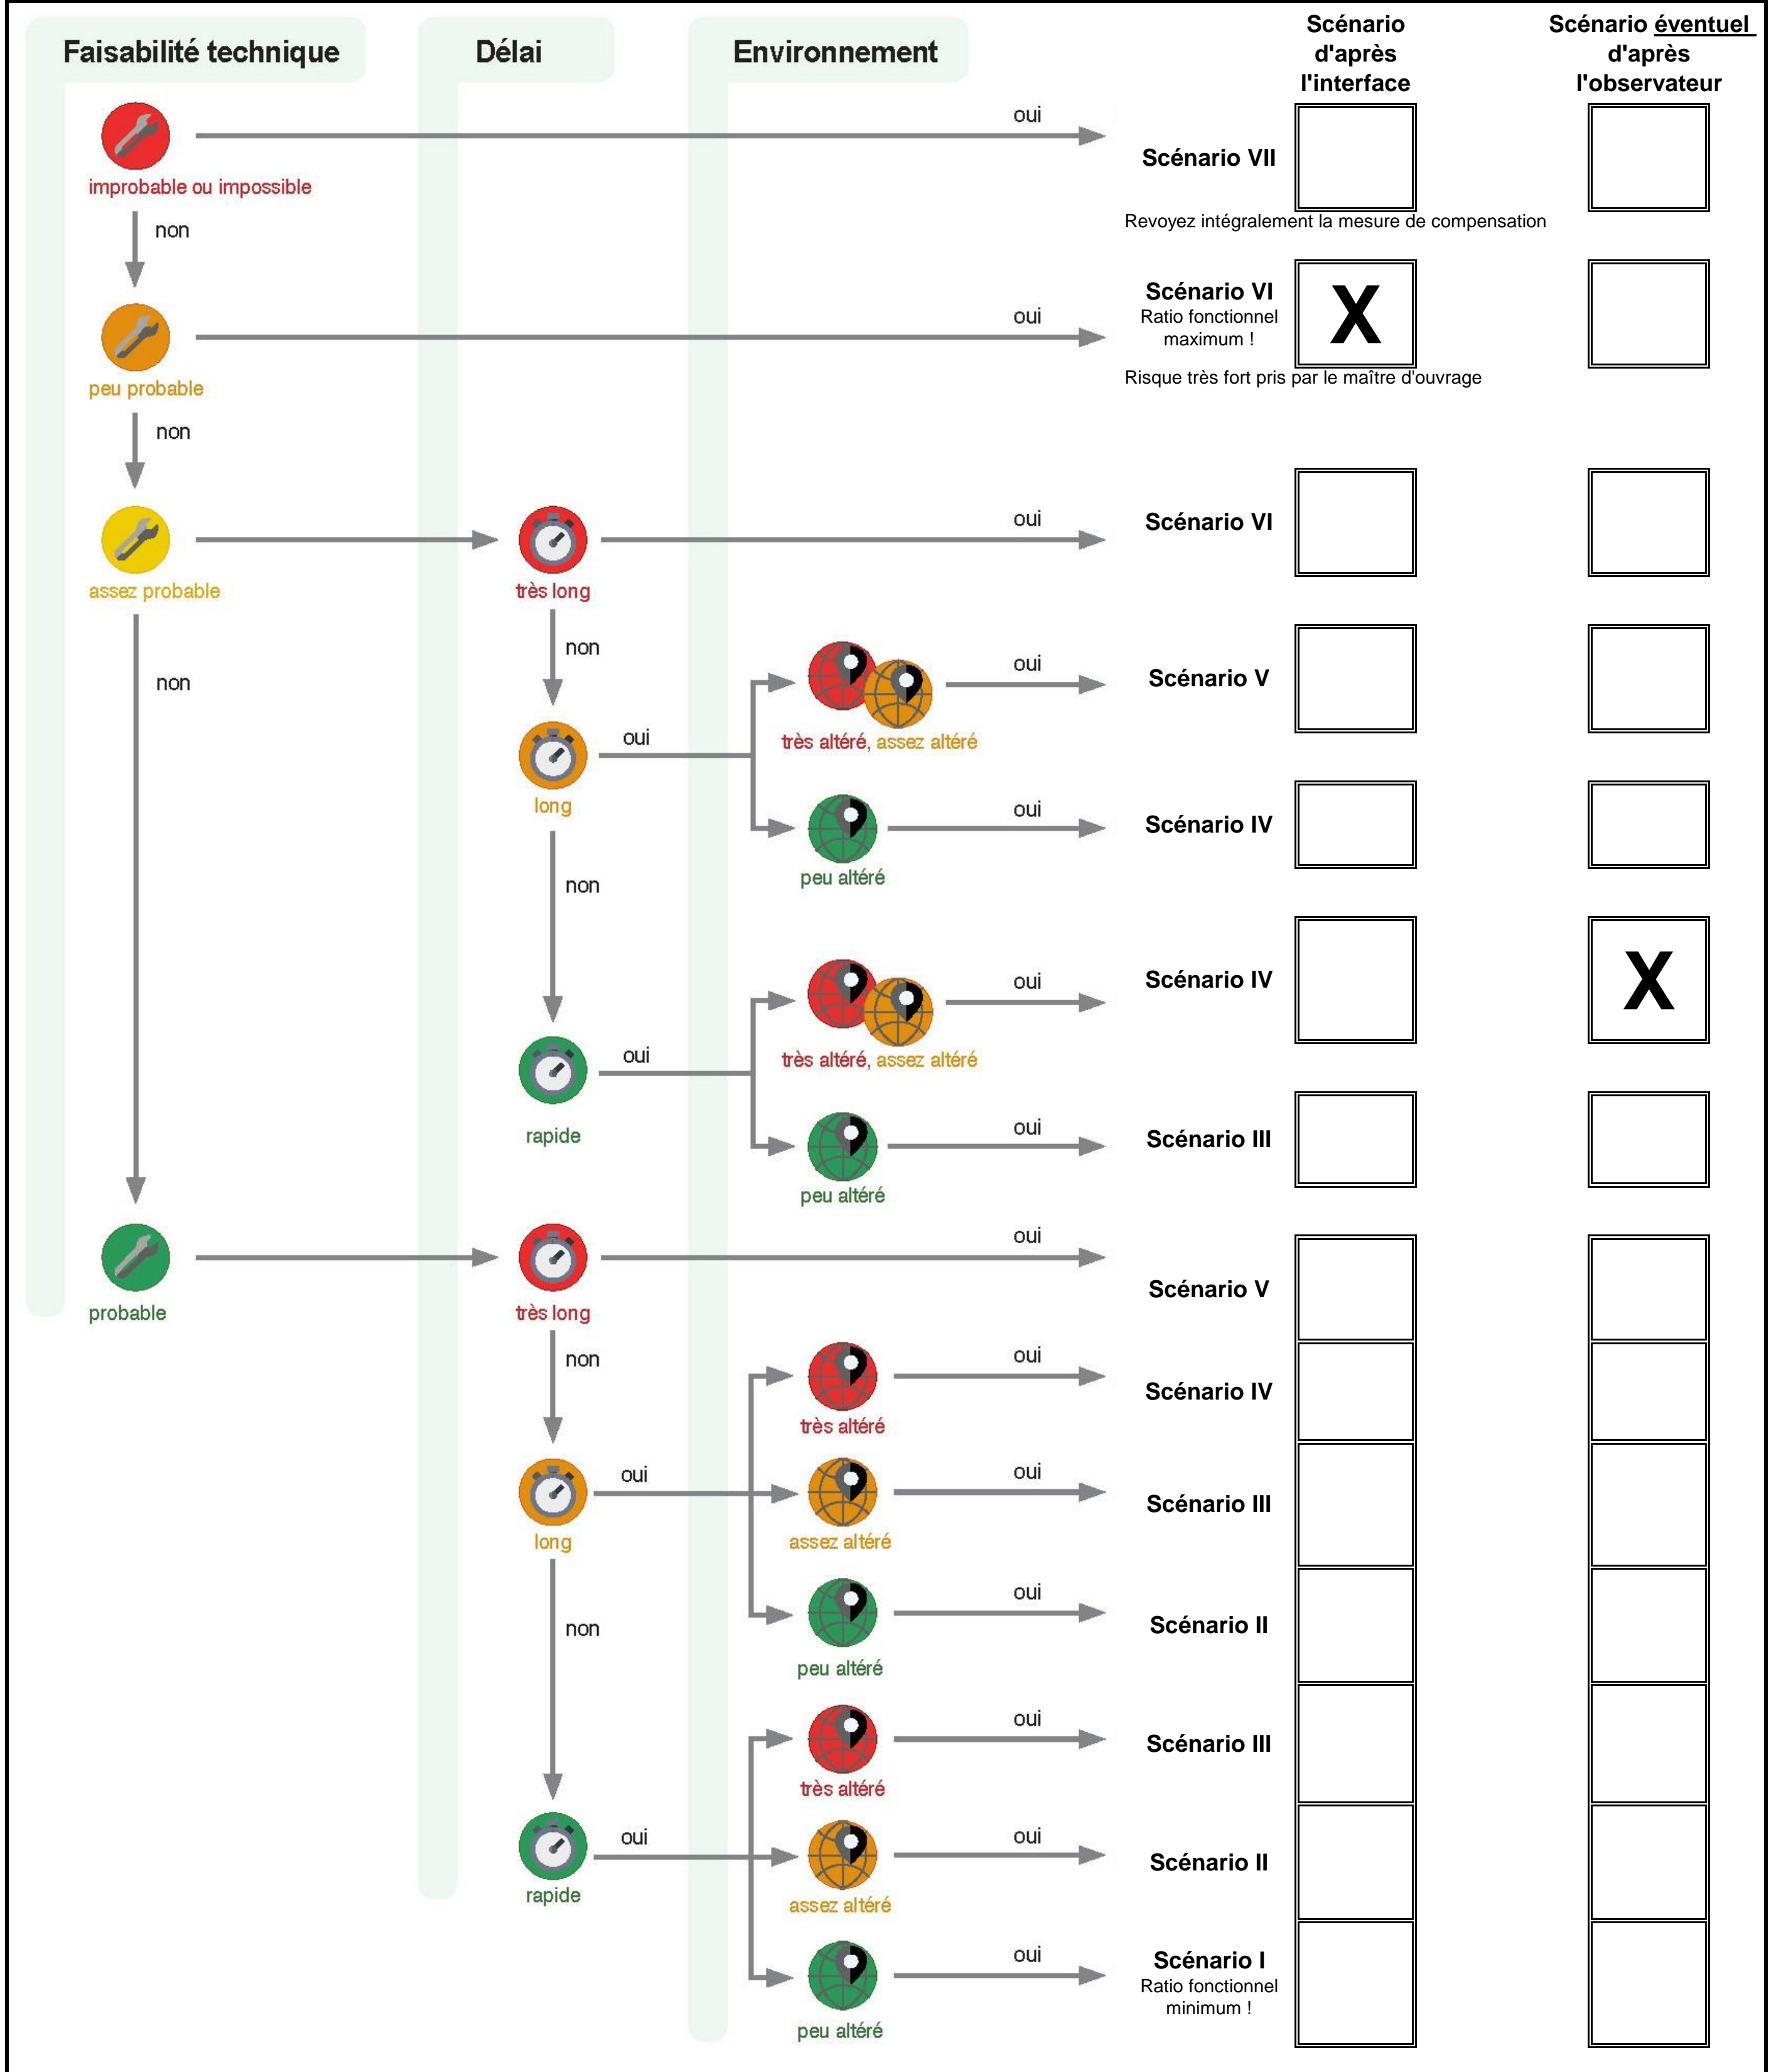 Faisabilité technique
Délai
Environnement
Scénario
d'après
l'interface
Scénario éventuel
d'après
l'observateur
oui
Scénario VII
improbable ou impossible
Revoyez intégralement la mesure de compensation
non
oui
Scénario VI
Ratio fonctionnel
maximum !
X
peu probable
Risque très fort pris par le maître d'ouvrage
non
oui
Scénario VI
assez probable
très long
non
non
oui
Scénario V
très altéré, assez altéré
oui
long
oui
Scénario IV
peu altéré
non
oui
Scénario IV
X
très altéré, assez altéré
oui
rapide
oui
Scénario III
peu altéré
oui
Scénario V
probable
très long
non
oui
Scénario IV
très altéré
oui
long
oui
Scénario III
assez altéré
non
oui
Scénario II
peu altéré
oui
Scénario III
très altéré
oui
rapide
oui
Scénario II
assez altéré
oui
Scénario I
Ratio fonctionnel
minimum !
peu altéré